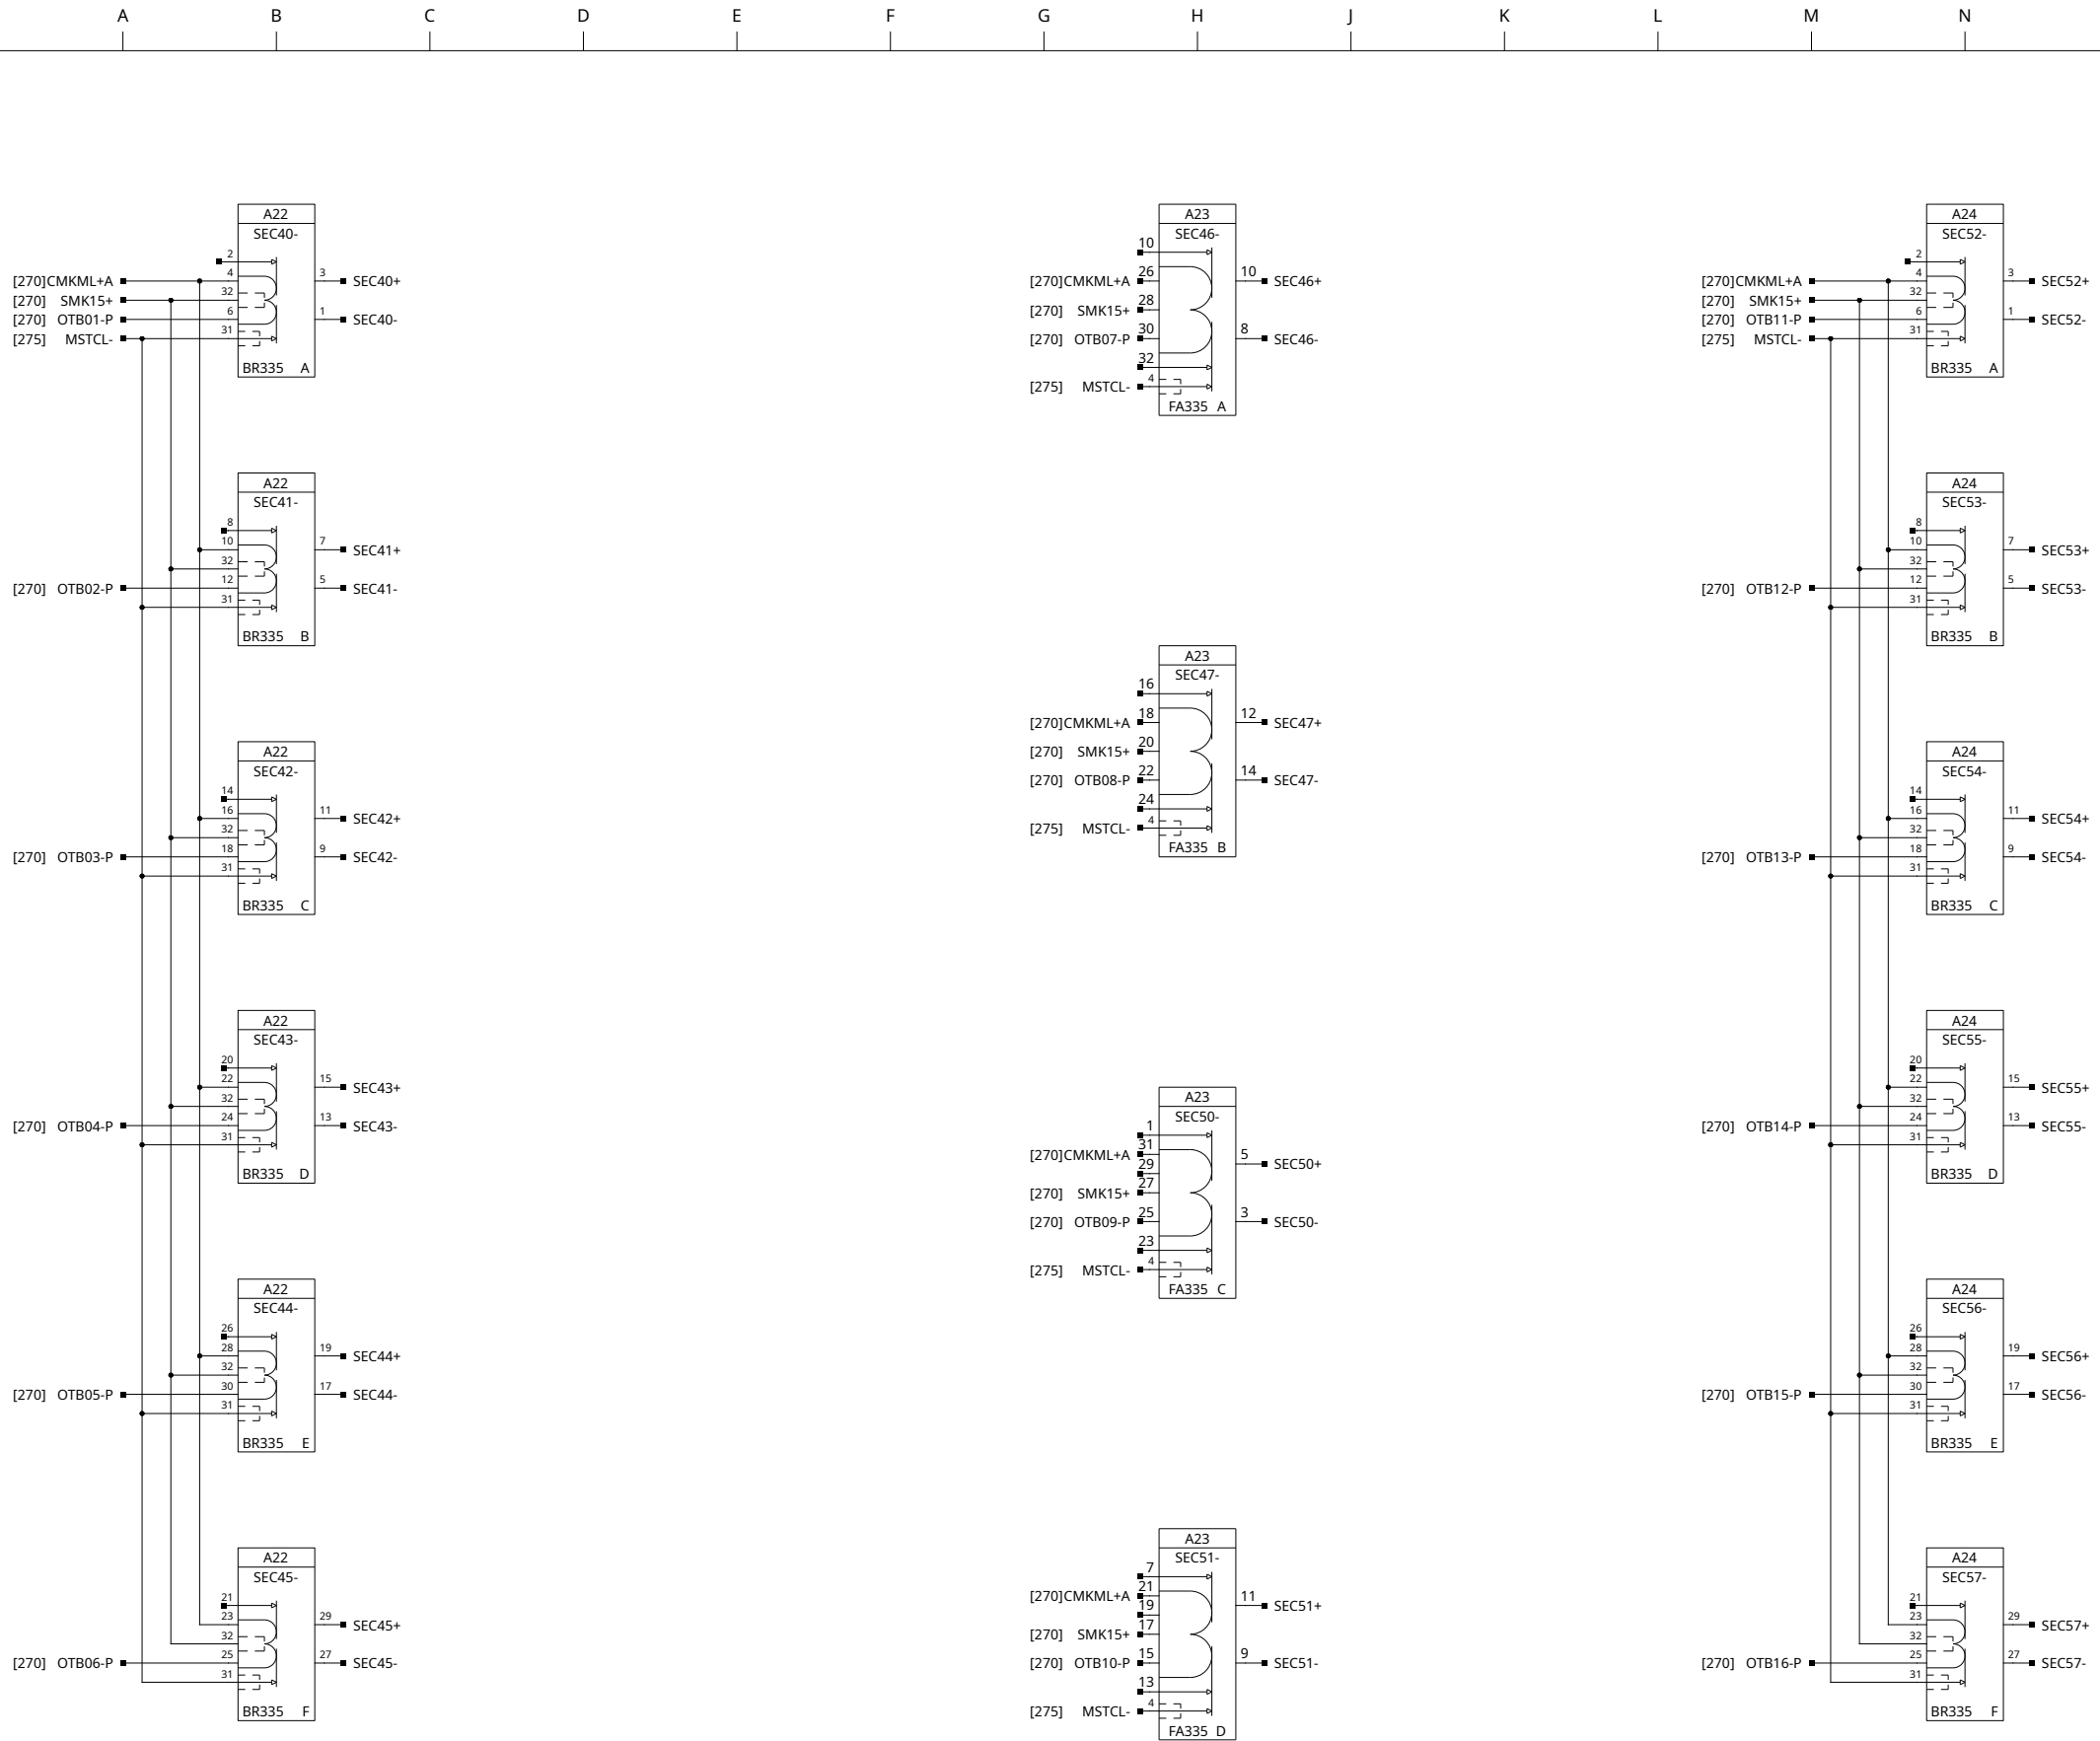 A B C D E F G H J K L M N
A22
SEC40-
2
[270]CMKML+A 4 3 SEC40+
[270] SMK15+ 32
[270] OTB01-P 6 1 SEC40-
[275] MSTCL- 31
BR335 A
A22
SEC41-
8
10 7 SEC41+
32
[270] OTB02-P 12 5 SEC41-
31
BR335 B
A22
SEC42-
14
16 11 SEC42+
32
[270] OTB03-P 18 9 SEC42-
31
BR335 C
A22
SEC43-
20
22 15 SEC43+
32
[270] OTB04-P 24 13 SEC43-
31
BR335 D
A22
SEC44-
26
28 19 SEC44+
32
[270] OTB05-P 30 17 SEC44-
31
BR335 E
A22
SEC45-
21
23 29 SEC45+
32
[270] OTB06-P 25 27 SEC45-
31
BR335 F
A23
SEC46-
10
[270]CMKML+A 26 10 SEC46+
[270] SMK15+ 28
[270] OTB07-P 30 8 SEC46-
32
[275] MSTCL- 4
FA335 A
A23
SEC47-
16
[270]CMKML+A 18 12 SEC47+
[270] SMK15+ 20
[270] OTB08-P 22 14 SEC47-
24
[275] MSTCL- 4
FA335 B
A23
SEC50-
1
[270]CMKML+A 31 5 SEC50+
29
[270] SMK15+ 27
[270] OTB09-P 25 3 SEC50-
23
[275] MSTCL- 4
FA335 C
A23
SEC51-
7
[270]CMKML+A 21 11 SEC51+
19
[270] SMK15+ 17
[270] OTB10-P 15 9 SEC51-
13
[275] MSTCL- 4
FA335 D
A24
SEC52-
2
[270]CMKML+A 4 3 SEC52+
[270] SMK15+ 32
[270] OTB11-P 6 1 SEC52-
[275] MSTCL- 31
BR335 A
A24
SEC53-
8
10 7 SEC53+
32
[270] OTB12-P 12 5 SEC53-
31
BR335 B
A24
SEC54-
14
16 11 SEC54+
32
[270] OTB13-P 18 9 SEC54-
31
BR335 C
A24
SEC55-
20
22 15 SEC55+
32
[270] OTB14-P 24 13 SEC55-
31
BR335 D
A24
SEC56-
26
28 19 SEC56+
32
[270] OTB15-P 30 17 SEC56-
31
BR335 E
A24
SEC57-
21
23 29 SEC57+
32
[270] OTB16-P 25 27 SEC57-
31
BR335 F